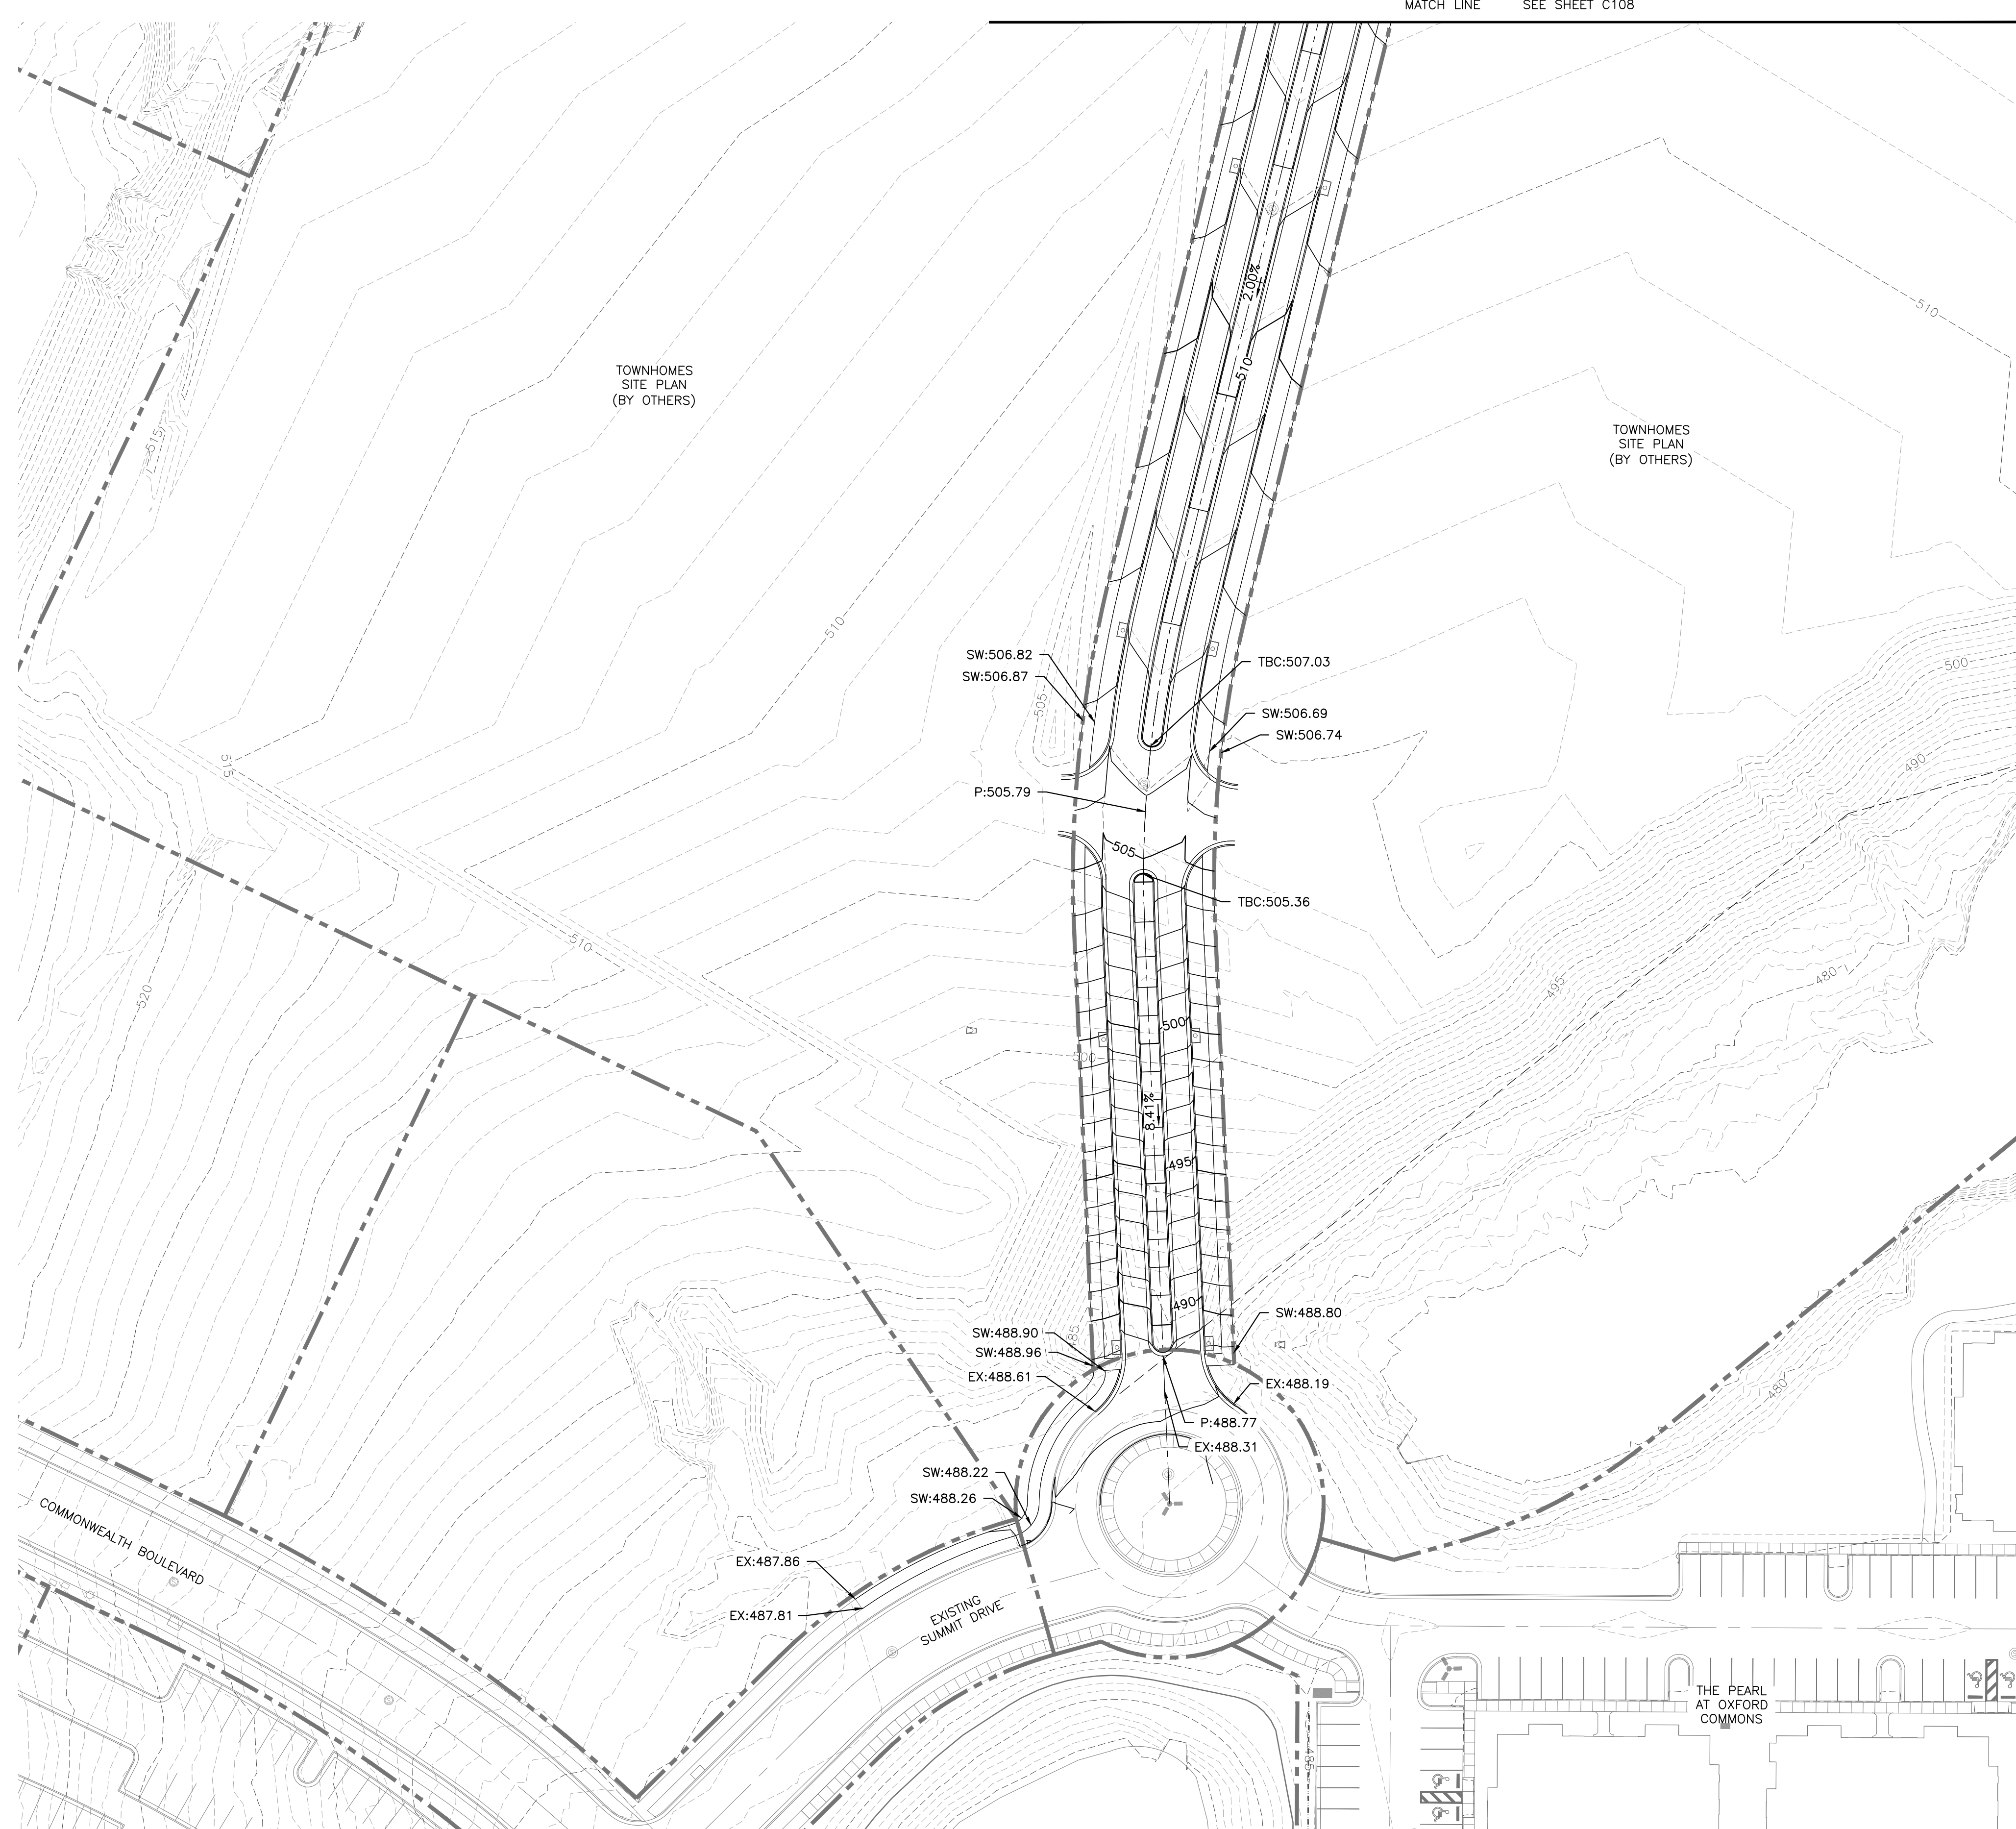 MATCH LINE SEE SHEET C108
2.00%
510
510
TOWNHOMES
SITE PLAN
(BY OTHERS)
TOWNHOMES
SITE PLAN
(BY OTHERS)
515
510
SW:506.82
SW:506.87
TBC:507.03
500
505
SW:506.69
SW:506.74
515
490
P:505.79
505
TBC:505.36
510
520
480
495
500
500
8.41%
495
490
SW:488.80
485
SW:488.90
SW:488.96
EX:488.61
EX:488.19
480
P:488.77
EX:488.31
SW:488.22
SW:488.26
COMMONWEALTH BOULEVARD
EX:487.86
EX:487.81
EXISTING
SUMMIT DRIVE
THE PEARL
AT OXFORD
COMMONS
485